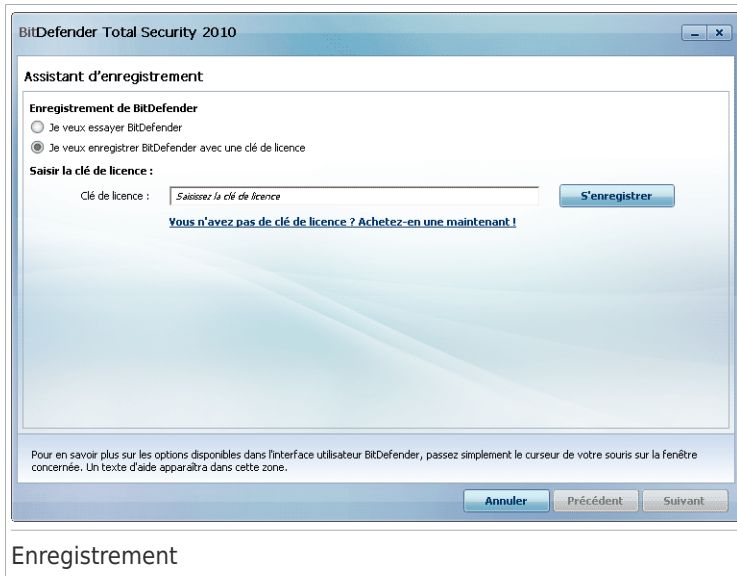 BitDefender Total Security 2010
Assistant d'enregistrement
Enregistrement de BitDefender
Je veux essayer BitDefender
Je veux enregistrer BitDefender avec une clé de licence
Saisir la clé de licence :
Clé de licence : Saisissez la clé de licence S'enregistrer
Vous n'avez pas de clé de licence ? Achetez-en une maintenant !
Pour en savoir plus sur les options disponibles dans l'interface utilisateur BitDefender, passez simplement le curseur de votre souris sur la fenêtre
concernée. Un texte d'aide apparaîtra dans cette zone.
Annuler Précédent Suivant
Enregistrement